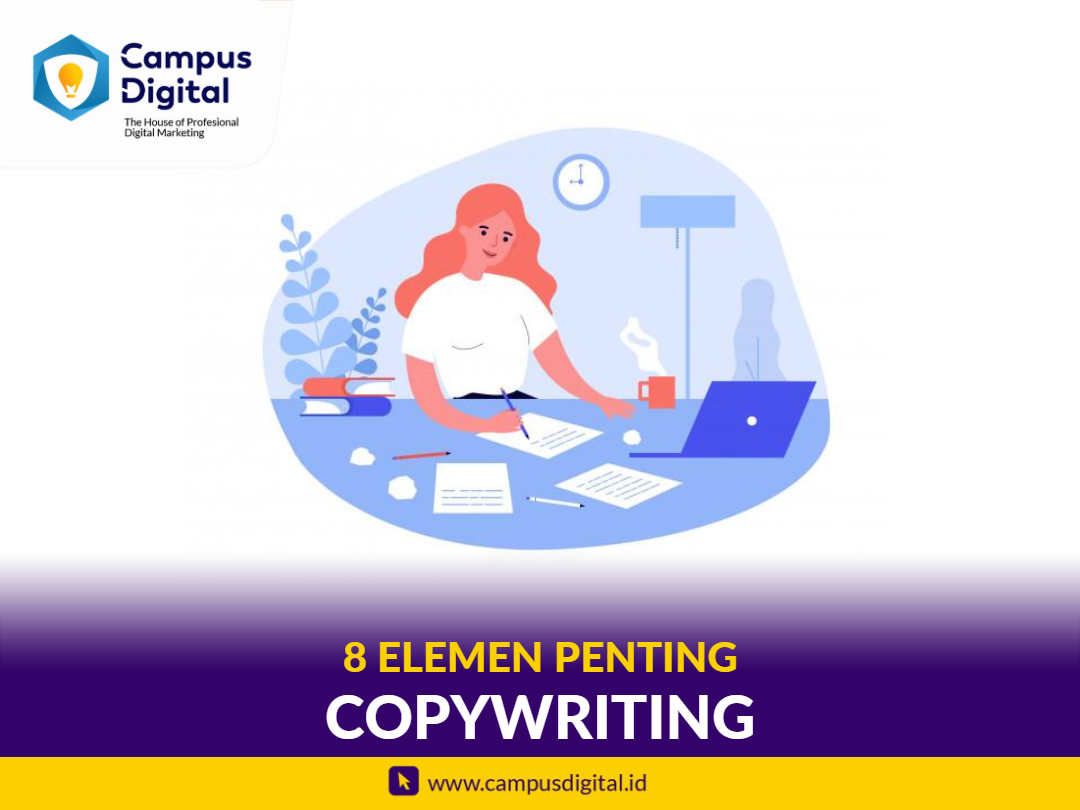 Campus
Digital
The House of Profesional
Digital Marketing
8 ELEMEN PENTING
COPYWRITING
www.campusdigital.id